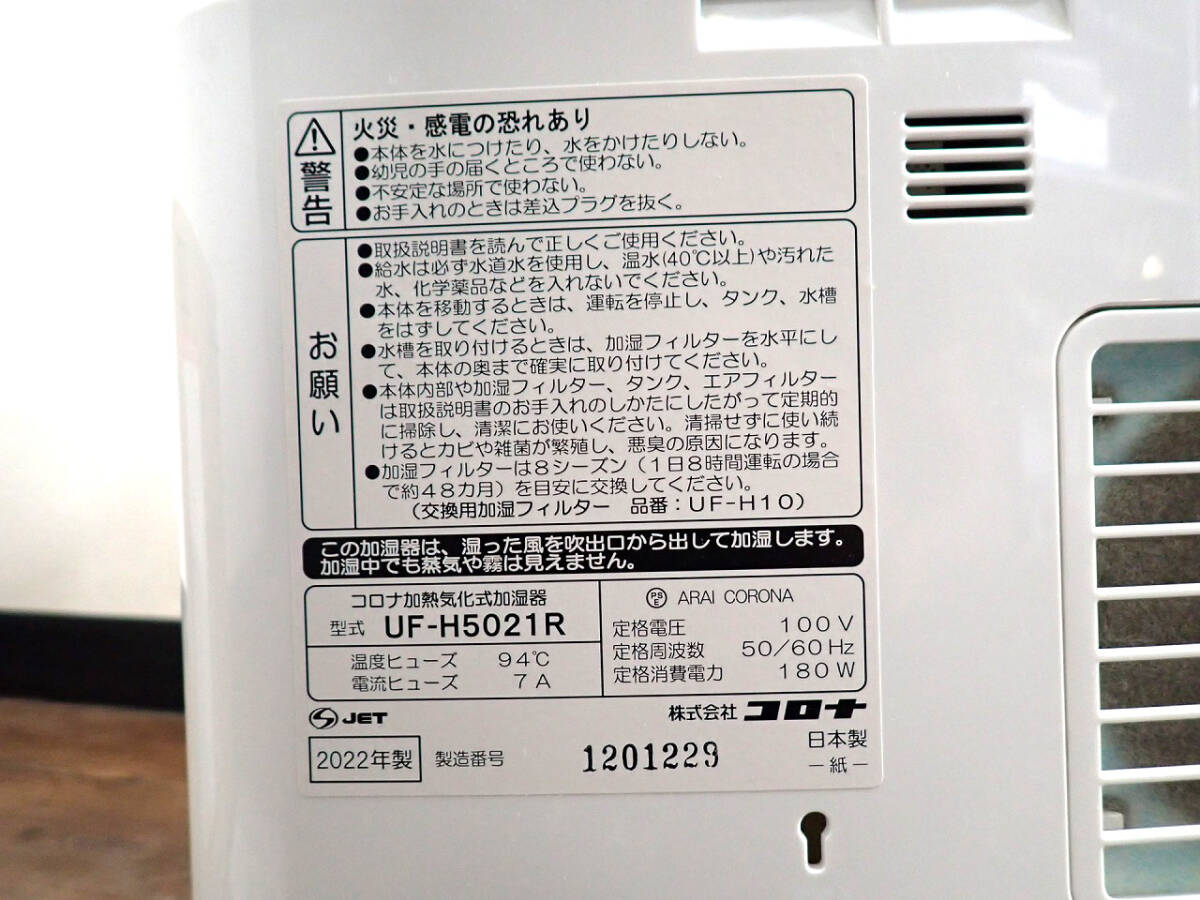 警告
火災・感電の恐れあり
●本体を水につけたり、水をかけたりしない。
●幼児の手の届くところで使わない。
●不安定な場所で使わない。
●お手入れのときは差込プラグを抜く。
お願い
●取扱説明書を読んで正しくご使用ください。
●給水は必ず水道水を使用し、温水(40℃以上)や汚れた
水、化学薬品などを入れないでください。
●本体を移動するときは、運転を停止し、タンク、水槽
をはずしてください。
●水槽を取り付けるときは、加湿フィルターを水平にし
て、本体の奥まで確実に取り付けてください。
●本体内部や加湿フィルター、タンク、エアフィルター
は取扱説明書のお手入れのしかたにしたがって定期的
に掃除し、清潔にお使いください。清掃せずに使い続
けるとカビや雑菌が繁殖し、悪臭の原因になります。
●加湿フィルターは8シーズン（1日8時間運転の場合
で約48カ月）を目安に交換してください。
（交換用加湿フィルター 品番：UF-H10）
この加湿器は、湿った風を吹出口から出して加湿します。
加湿中でも蒸気や霧は見えません。
コロナ加熱気化式加湿器
型式 UF-H5021R
温度ヒューズ 94℃
電流ヒューズ 7A
PSE ARAI CORONA
定格電圧 100V
定格周波数 50/60Hz
定格消費電力 180W
S JET
株式会社 コロナ
2022年製
製造番号 1201229
日本製
－紙－